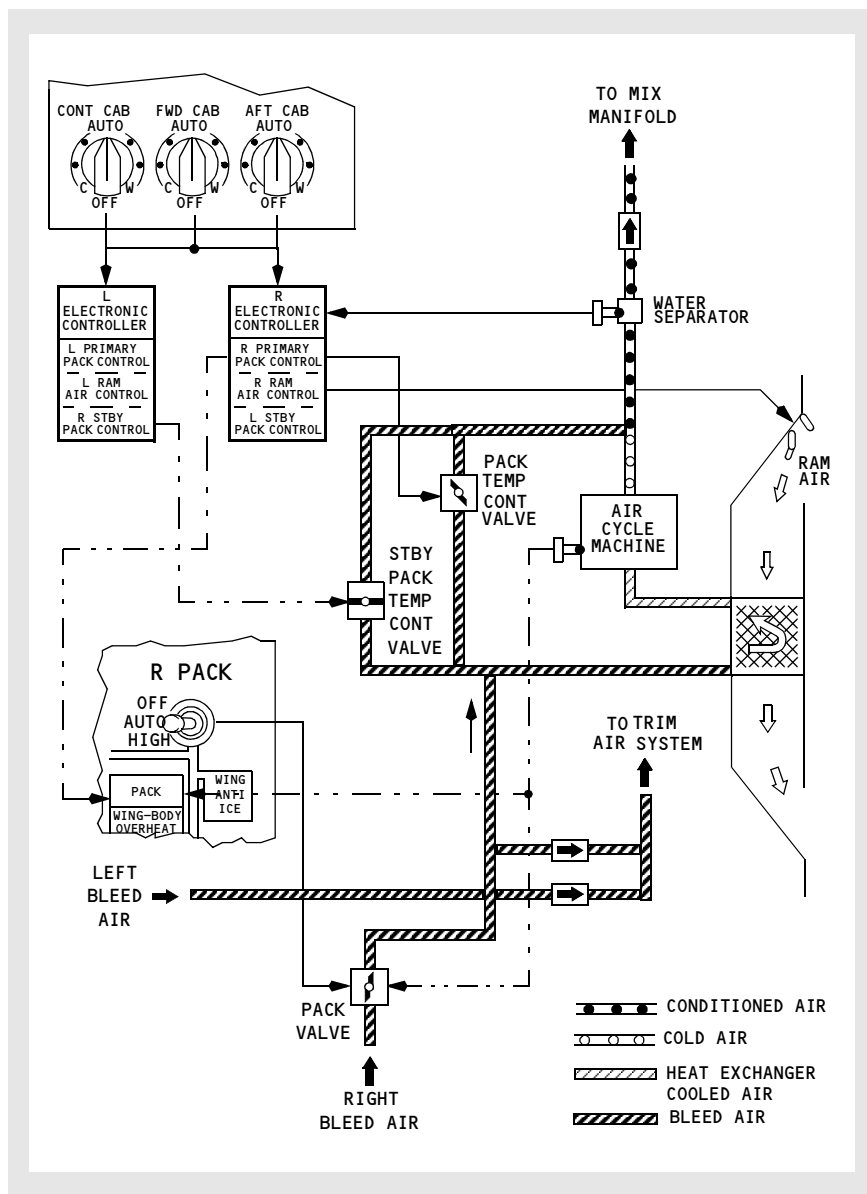 CONT CAB
AUTO
C
W
OFF
FWD CAB
AUTO
C
W
OFF
AFT CAB
AUTO
C
W
OFF
TO MIX
MANIFOLD
L
ELECTRONIC
CONTROLLER
L PRIMARY
PACK CONTROL
L RAM
AIR CONTROL
R STBY
PACK CONTROL
R
ELECTRONIC
CONTROLLER
R PRIMARY
PACK CONTROL
R RAM
AIR CONTROL
L STBY
PACK CONTROL
WATER
SEPARATOR
RAM
AIR
PACK
TEMP
CONT
VALVE
AIR
CYCLE
MACHINE
STBY
PACK
TEMP
CONT
VALVE
R PACK
OFF
AUTO
HIGH
PACK
WING-BODY
OVERHEAT
WING
ANTI
ICE
TO TRIM
AIR SYSTEM
LEFT
BLEED
AIR
PACK
VALVE
RIGHT
BLEED AIR
CONDITIONED AIR
COLD AIR
HEAT EXCHANGER
COOLED AIR
BLEED AIR